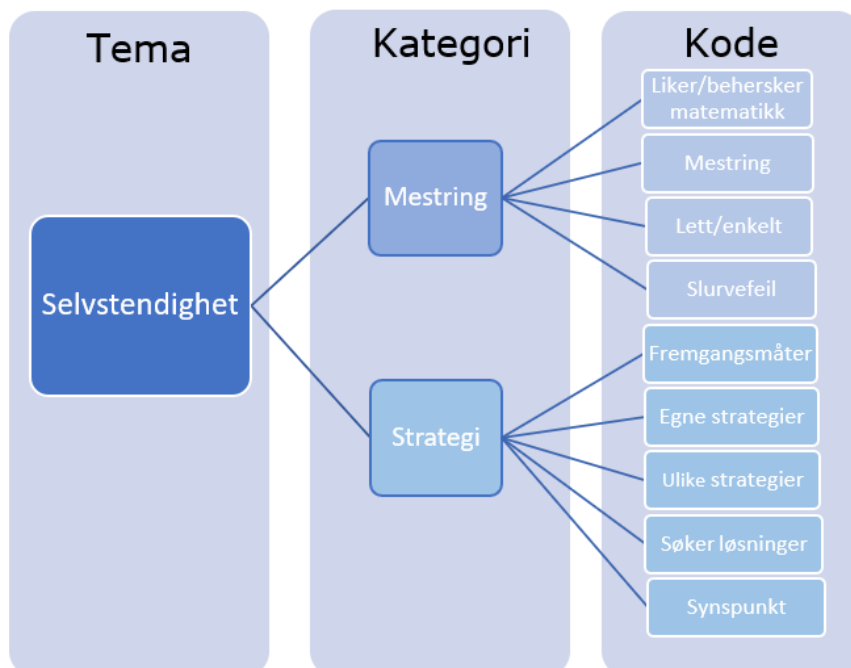 Tema
Kategori
Kode
Selvstendighet
Mestring
Strategi
Liker/behersker
matematikk
Mestring
Lett/enkelt
Slurvefeil
Fremgangsmåter
Egne strategier
Ulike strategier
Søker løsninger
Synspunkt